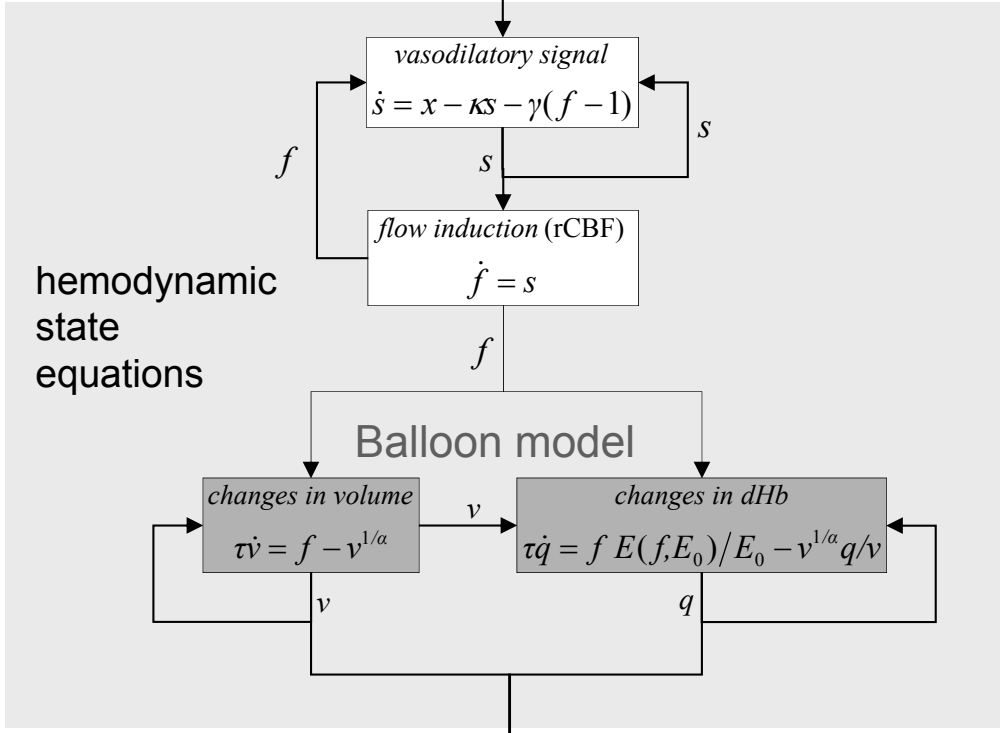 vasodilatory signal
ṡ = x − κs − γ(f − 1)
f
s
s
flow induction (rCBF)
ḟ = s
hemodynamic
state
equations
f
Balloon model
changes in volume
τv̇ = f − v^{1/α}
v
changes in dHb
τq̇ = f E(f,E₀)/E₀ − v^{1/α} q/v
v
q